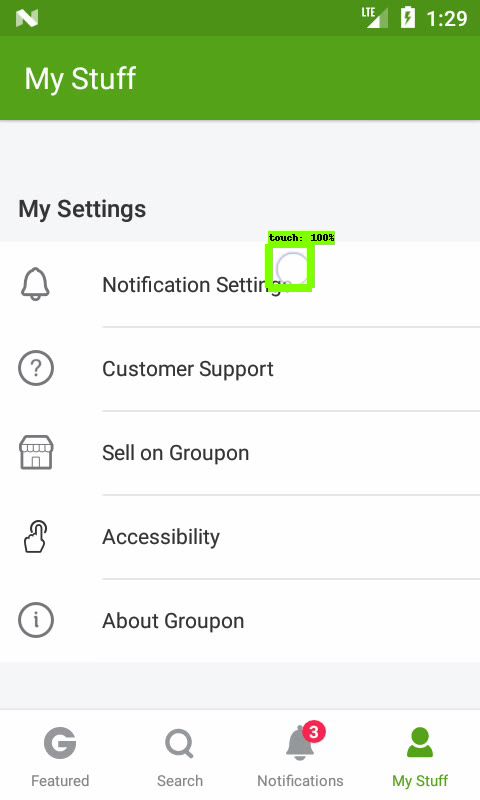 LTE 1:29
My Stuff
My Settings
touch: 100%
Notification Settings
Customer Support
Sell on Groupon
Accessibility
About Groupon
3
Featured Search Notifications My Stuff